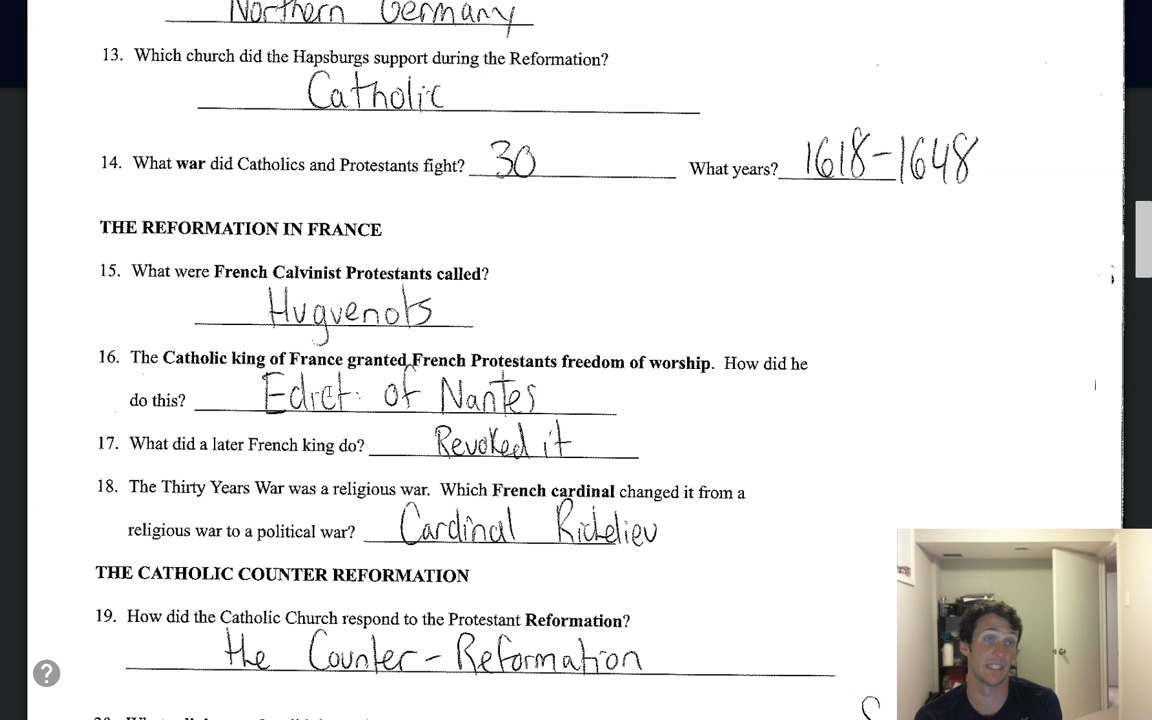 Northern Germany
13. Which church did the Hapsburgs support during the Reformation?
Catholic
14. What war did Catholics and Protestants fight? 30 What years? 1618-1648
THE REFORMATION IN FRANCE
15. What were French Calvinist Protestants called?
Huguenots
16. The Catholic king of France granted French Protestants freedom of worship. How did he
do this? Edict of Nantes
17. What did a later French king do? Revoked it
18. The Thirty Years War was a religious war. Which French cardinal changed it from a
religious war to a political war? Cardinal Richelieu
THE CATHOLIC COUNTER REFORMATION
19. How did the Catholic Church respond to the Protestant Reformation?
the Counter-Reformation
?